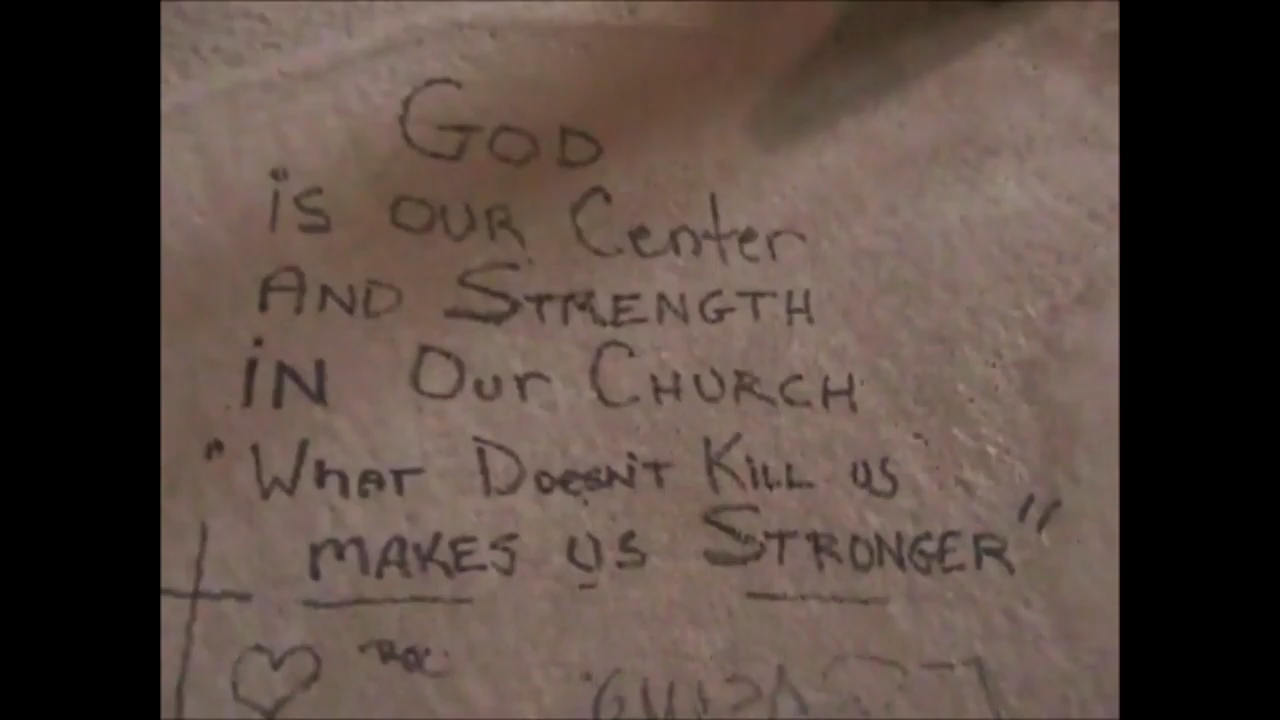 GOD
is OUR Center
AND STRENGTH
iN Our CHURCH
"WHAT DOESN'T KILL US
MAKES US STRONGER"